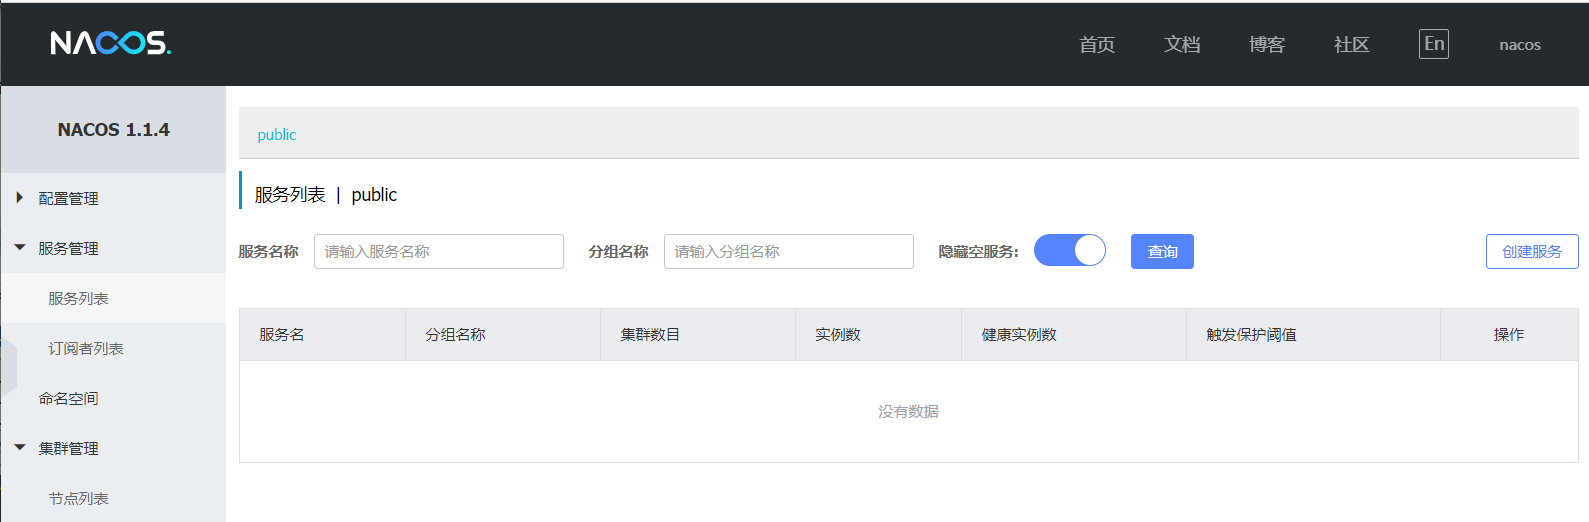 NACOS.
首页 文档 博客 社区 En nacos
NACOS 1.1.4
配置管理
服务管理
服务列表
订阅者列表
命名空间
集群管理
节点列表
public
服务列表 | public
服务名称 请输入服务名称 分组名称 请输入分组名称 隐藏空服务: 查询 创建服务
服务名 分组名称 集群数目 实例数 健康实例数 触发保护阈值 操作
没有数据